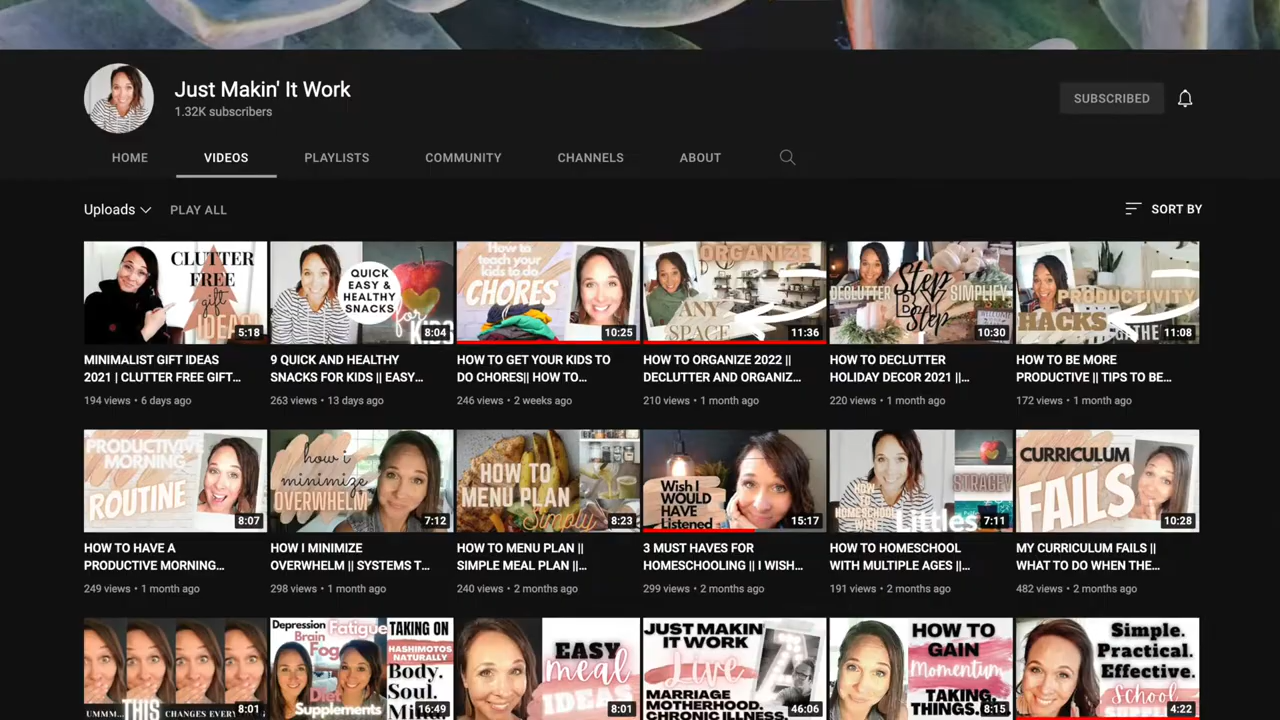 Just Makin' It Work
1.32K subscribers
SUBSCRIBED
HOME
VIDEOS
PLAYLISTS
COMMUNITY
CHANNELS
ABOUT
Uploads
PLAY ALL
SORT BY
CLUTTER
FREE
gift
IDEAS
5:18
QUICK
EASY &
HEALTHY
SNACKS
for
KIDS
8:04
How to
teach your
kids to do
CHORES
10:25
ORGANIZE
ANY
SPACE
11:36
DECLUTTER
Step
BY
Step
SIMPLIFY
10:30
PRODUCTIVITY
HACKS
11:08
MINIMALIST GIFT IDEAS
2021 | CLUTTER FREE GIFT...
194 views • 6 days ago
9 QUICK AND HEALTHY
SNACKS FOR KIDS || EASY...
263 views • 13 days ago
HOW TO GET YOUR KIDS TO
DO CHORES|| HOW TO...
246 views • 2 weeks ago
HOW TO ORGANIZE 2022 ||
DECLUTTER AND ORGANIZ...
210 views • 1 month ago
HOW TO DECLUTTER
HOLIDAY DECOR 2021 ||...
220 views • 1 month ago
HOW TO BE MORE
PRODUCTIVE || TIPS TO BE...
172 views • 1 month ago
PRODUCTIVIVE
MORNING
ROUTINE
8:07
how i
minimize
OVERWHELM
7:12
HOW TO
MENU PLAN
Simply
8:23
Wish I
WOULD
HAVE
Listened
15:17
HOW TO
HOMESCHOOL
WITH
Littles
STRAGEY
7:11
CURRICULUM
FAILS
10:28
HOW TO HAVE A
PRODUCTIVE MORNING...
249 views • 1 month ago
HOW I MINIMIZE
OVERWHELM || SYSTEMS T...
298 views • 1 month ago
HOW TO MENU PLAN ||
SIMPLE MEAL PLAN ||...
240 views • 2 months ago
3 MUST HAVES FOR
HOMESCHOOLING || I WISH...
299 views • 2 months ago
HOW TO HOMESCHOOL
WITH MULTIPLE AGES ||...
191 views • 2 months ago
MY CURRICULUM FAILS ||
WHAT TO DO WHEN THE...
482 views • 2 months ago
UMMM... THIS CHANGES EVERY
8:01
Depression
Brain
Fog
Fatigue
Diet
Supplements
TAKING ON
HASHIMOTOS
NATURALLY
Body.
Soul.
Mind
16:49
EASY
meal
IDEAS
8:01
JUST MAKIN
IT WORK
Live
MARRIAGE
MOTHERHOOD.
CHRONIC ILLNESS.
46:06
HOW TO
GAIN
Momentum
TAKING
THINGS.
8:15
Simple.
Practical.
Effective.
School
4:22